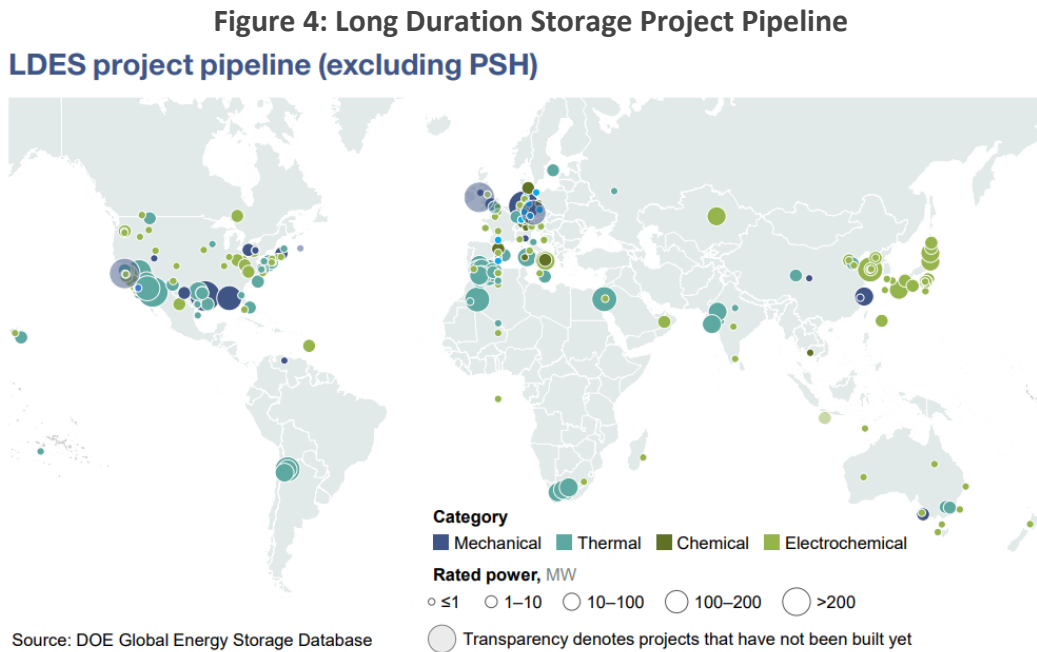 Figure 4: Long Duration Storage Project Pipeline
LDES project pipeline (excluding PSH)
Category
Mechanical Thermal Chemical Electrochemical
Rated power, MW
≤1 1–10 10–100 100–200 >200
Source: DOE Global Energy Storage Database
Transparency denotes projects that have not been built yet